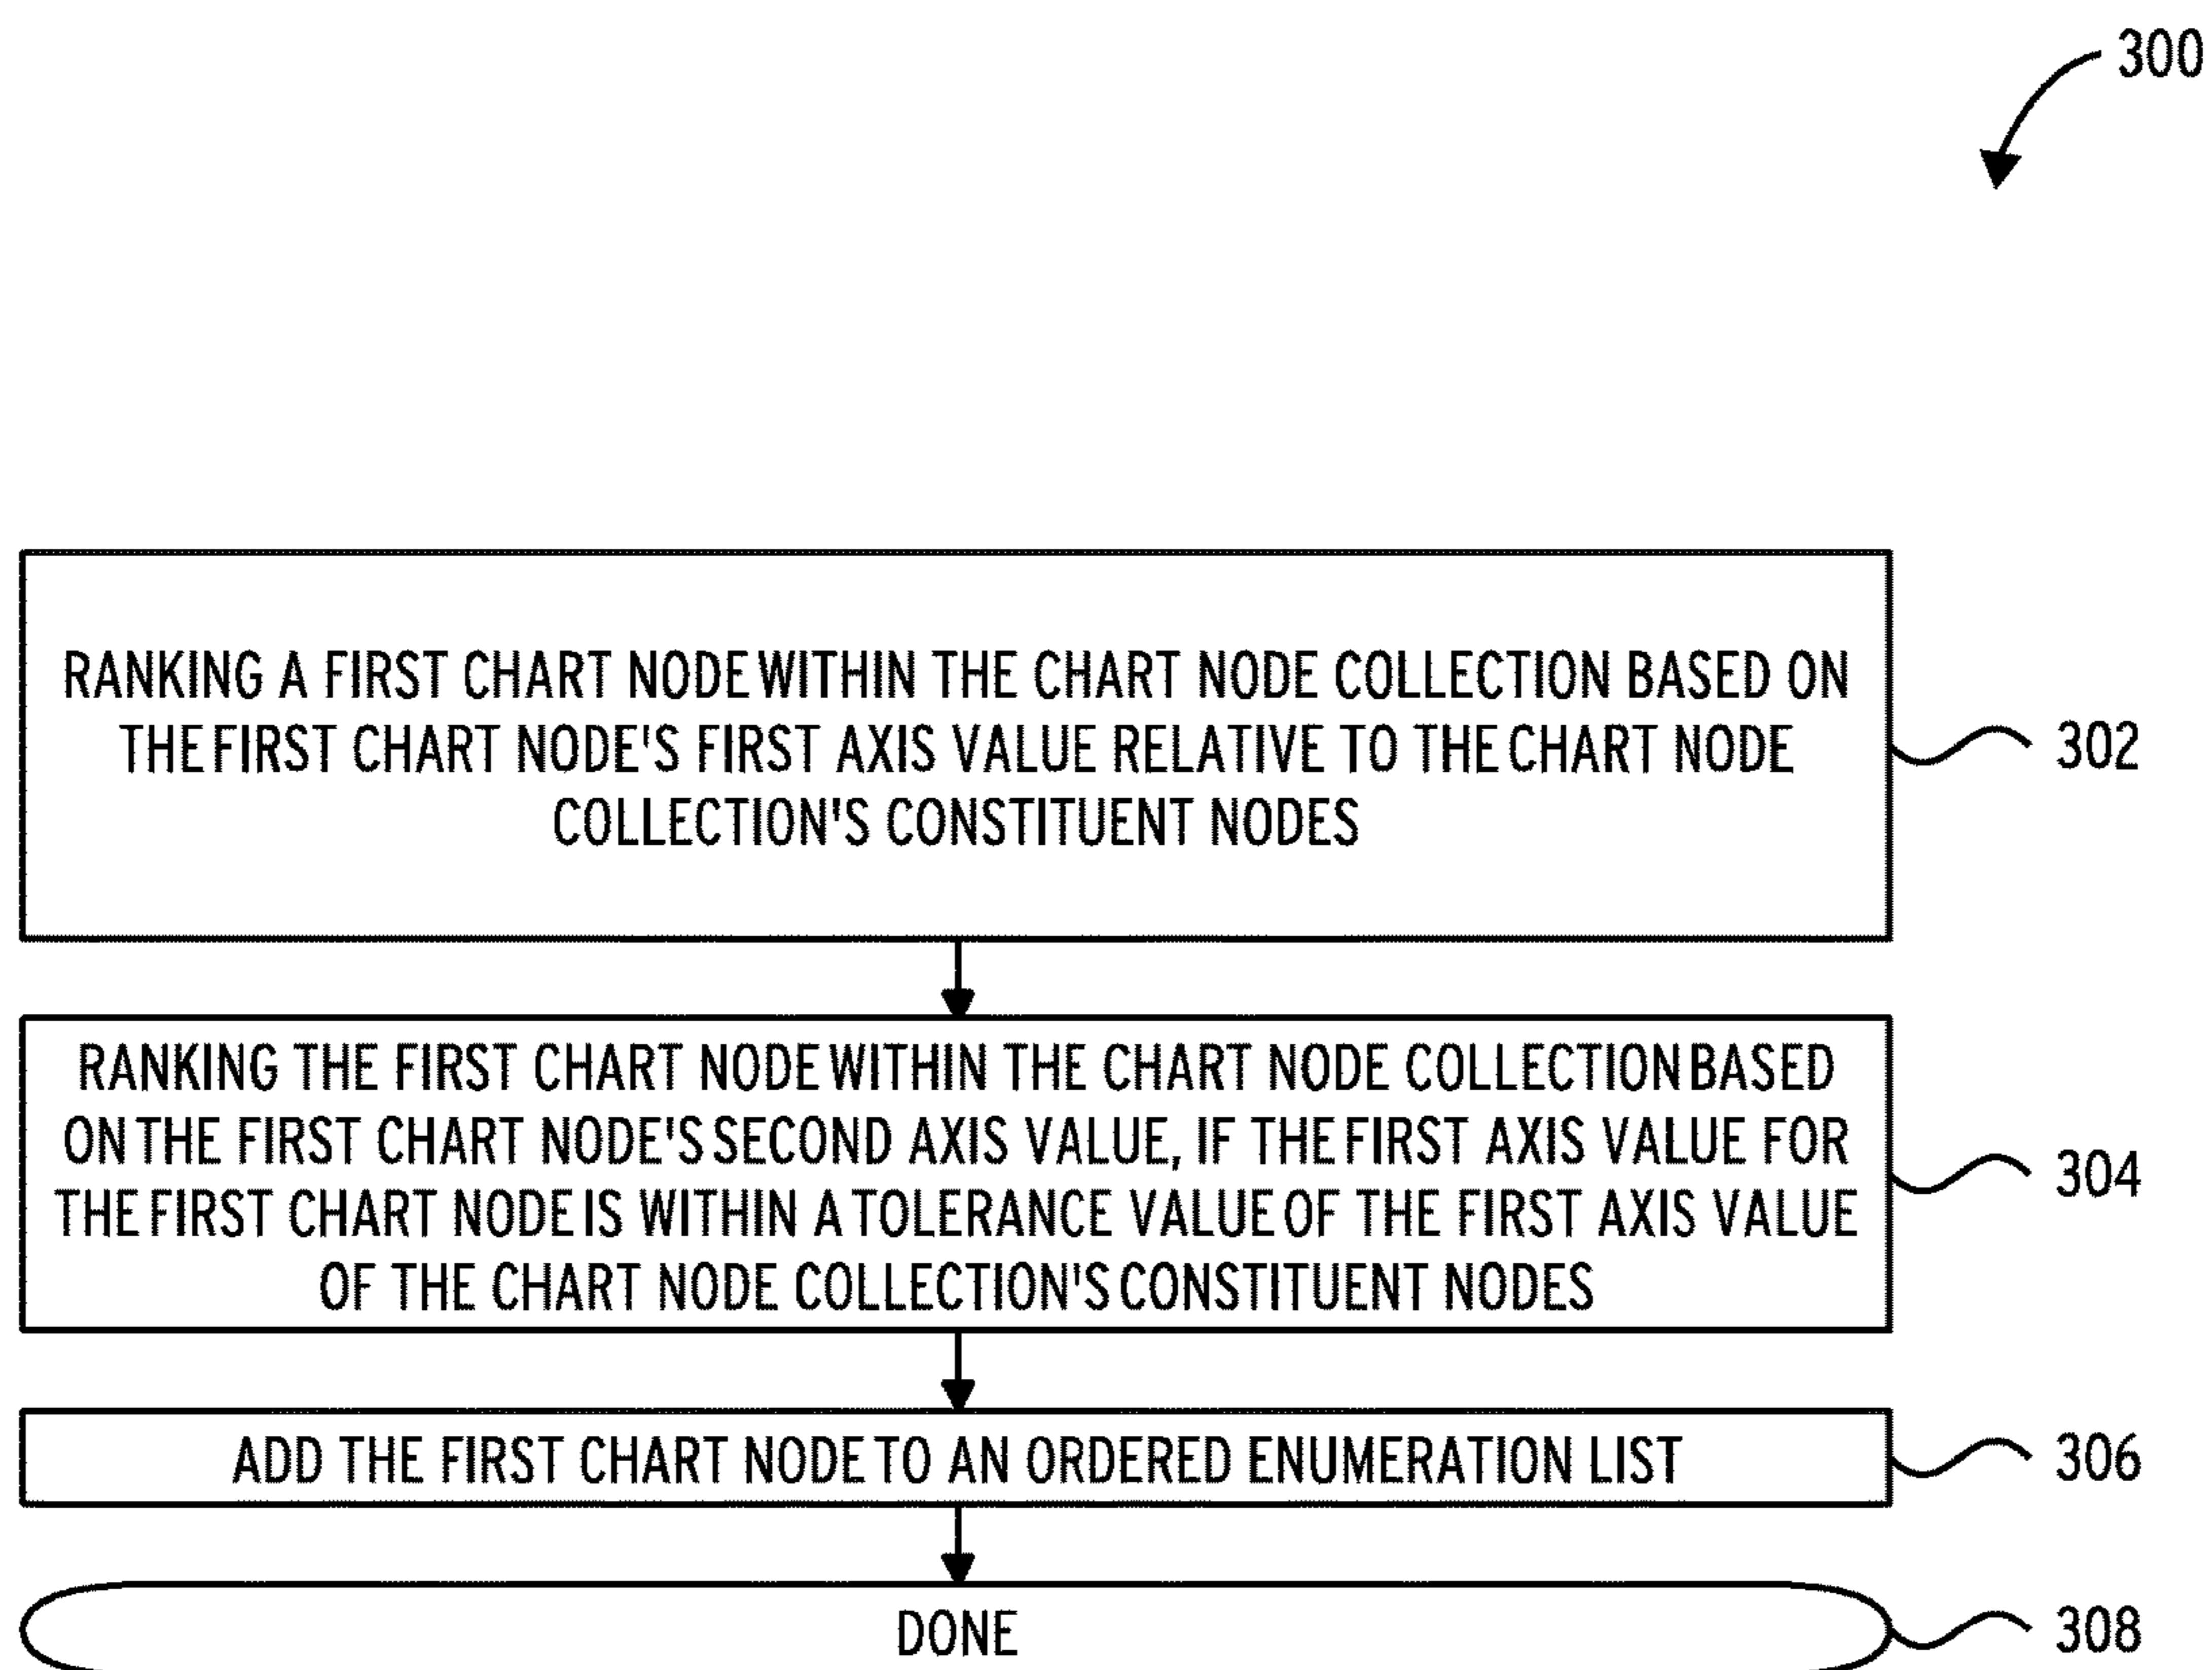 300
RANKING A FIRST CHART NODE WITHIN THE CHART NODE COLLECTION BASED ON
THE FIRST CHART NODE'S FIRST AXIS VALUE RELATIVE TO THE CHART NODE
COLLECTION'S CONSTITUENT NODES
302
RANKING THE FIRST CHART NODE WITHIN THE CHART NODE COLLECTION BASED
ON THE FIRST CHART NODE'S SECOND AXIS VALUE, IF THE FIRST AXIS VALUE FOR
THE FIRST CHART NODE IS WITHIN A TOLERANCE VALUE OF THE FIRST AXIS VALUE
OF THE CHART NODE COLLECTION'S CONSTITUENT NODES
304
ADD THE FIRST CHART NODE TO AN ORDERED ENUMERATION LIST
306
DONE
308